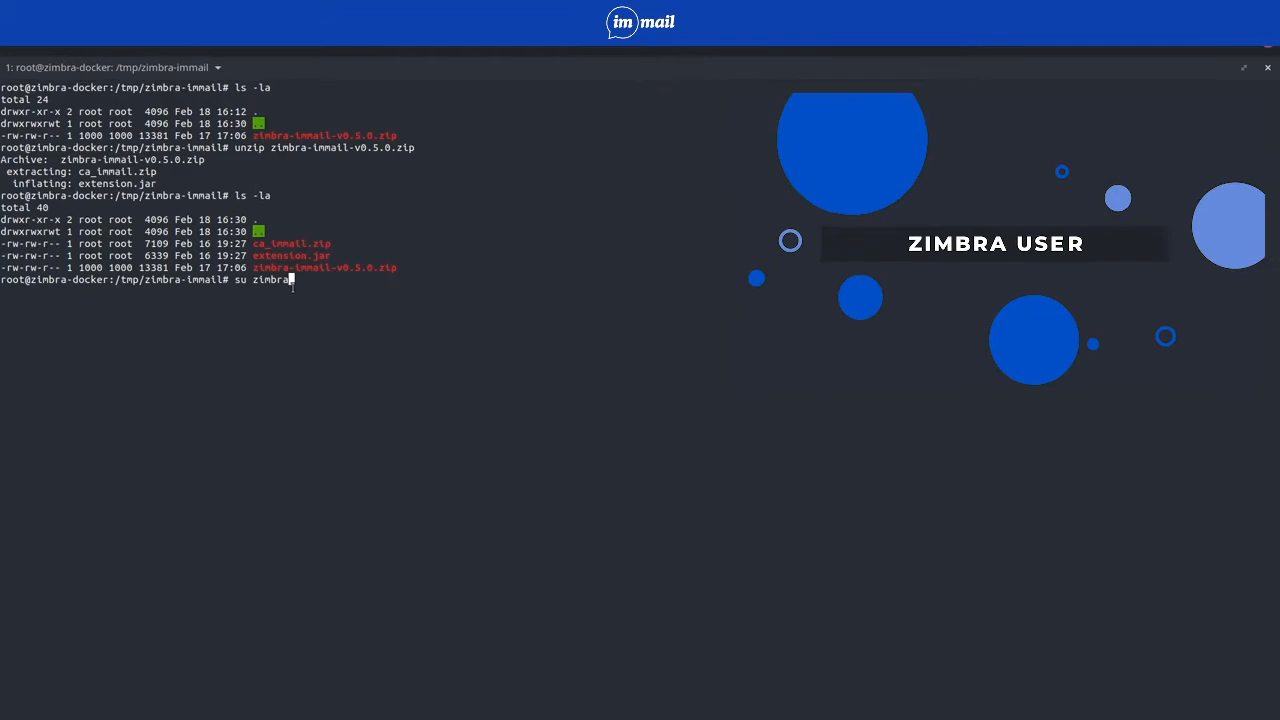 im mail
1: root@zimbra-docker: /tmp/zimbra-immail
root@zimbra-docker:/tmp/zimbra-immail# ls -la
total 24
drwxr-xr-x 2 root root  4096 Feb 18 16:12 .
drwxrwxrwt 1 root root  4096 Feb 18 16:30 ..
-rw-rw-r-- 1 1000 1000 13381 Feb 17 17:06 zimbra-immail-v0.5.0.zip
root@zimbra-docker:/tmp/zimbra-immail# unzip zimbra-immail-v0.5.0.zip
Archive:  zimbra-immail-v0.5.0.zip
 extracting: ca_immail.zip
  inflating: extension.jar
root@zimbra-docker:/tmp/zimbra-immail# ls -la
total 40
drwxr-xr-x 2 root root  4096 Feb 18 16:30 .
drwxrwxrwt 1 root root  4096 Feb 18 16:30 ..
-rw-rw-r-- 1 root root  7109 Feb 16 19:27 ca_immail.zip
-rw-rw-r-- 1 root root  6339 Feb 16 19:27 extension.jar
-rw-rw-r-- 1 1000 1000 13381 Feb 17 17:06 zimbra-immail-v0.5.0.zip
root@zimbra-docker:/tmp/zimbra-immail# su zimbra
ZIMBRA USER